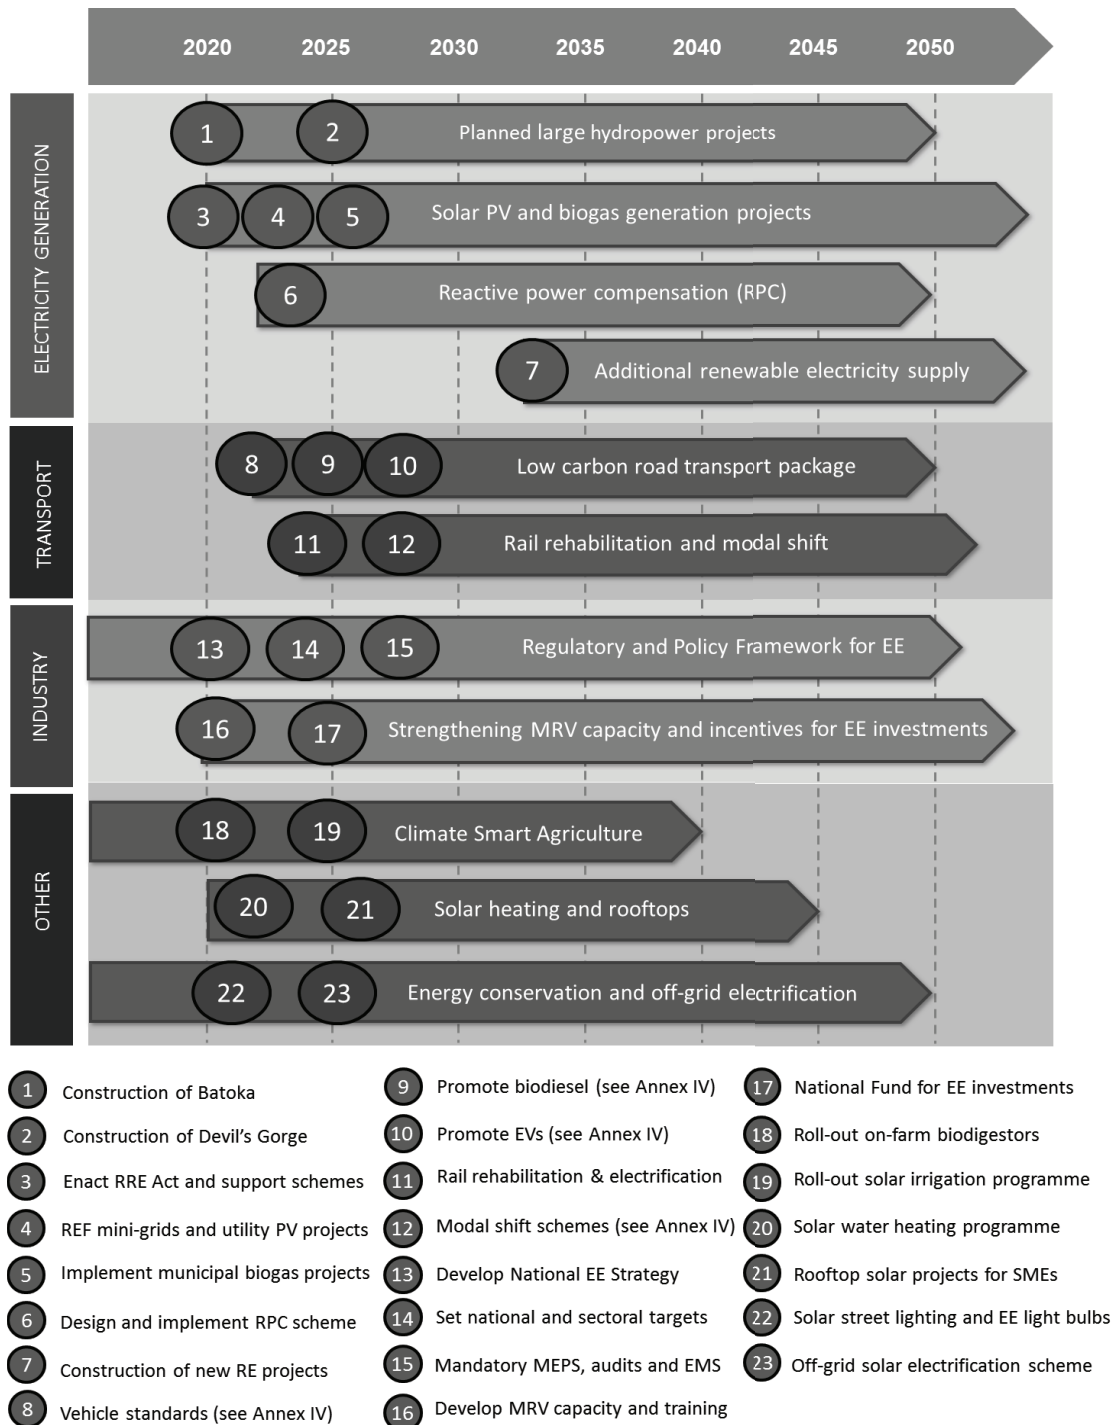 2020 2025 2030 2035 2040 2045 2050
ELECTRICITY GENERATION
1 2 Planned large hydropower projects
3 4 5 Solar PV and biogas generation projects
6 Reactive power compensation (RPC)
7 Additional renewable electricity supply
TRANSPORT
8 9 10 Low carbon road transport package
11 12 Rail rehabilitation and modal shift
INDUSTRY
13 14 15 Regulatory and Policy Framework for EE
16 17 Strengthening MRV capacity and incentives for EE investments
OTHER
18 19 Climate Smart Agriculture
20 21 Solar heating and rooftops
22 23 Energy conservation and off-grid electrification
1 Construction of Batoka
2 Construction of Devil's Gorge
3 Enact RRE Act and support schemes
4 REF mini-grids and utility PV projects
5 Implement municipal biogas projects
6 Design and implement RPC scheme
7 Construction of new RE projects
8 Vehicle standards (see Annex IV)
9 Promote biodiesel (see Annex IV)
10 Promote EVs (see Annex IV)
11 Rail rehabilitation & electrification
12 Modal shift schemes (see Annex IV)
13 Develop National EE Strategy
14 Set national and sectoral targets
15 Mandatory MEPS, audits and EMS
16 Develop MRV capacity and training
17 National Fund for EE investments
18 Roll-out on-farm biodigestors
19 Roll-out solar irrigation programme
20 Solar water heating programme
21 Rooftop solar projects for SMEs
22 Solar street lighting and EE light bulbs
23 Off-grid solar electrification scheme